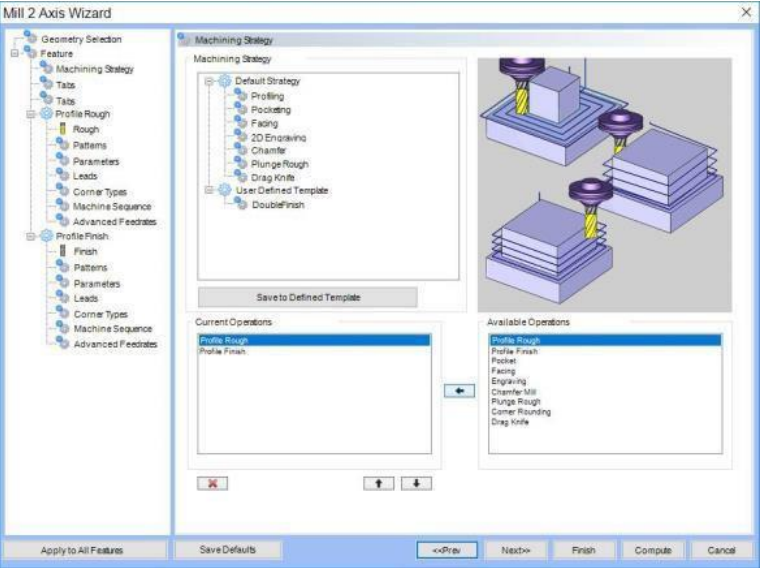 Mill 2 Axis Wizard
Geometry Selection
Feature
Machining Strategy
Tabs
Tabs
Profile Rough
Rough
Patterns
Parameters
Leads
Corner Types
Machine Sequence
Advanced Feedrates
Profile Finish
Finish
Patterns
Parameters
Leads
Corner Types
Machine Sequence
Advanced Feedrates
Machining Strategy
Machining Strategy
Default Strategy
Profiling
Pocketing
Facing
2D Engraving
Chamfer
Plunge Rough
Drag Knife
User Defined Template
DoubleFinish
Save to Defined Template
Current Operations
Profile Rough
Profile Finish
Available Operations
Profile Rough
Profile Finish
Pocket
Facing
Engraving
Chamfer Mill
Plunge Rough
Corner Rounding
Drag Knife
Apply to All Features
Save Defaults
<<Prev
Next>>
Finish
Compute
Cancel